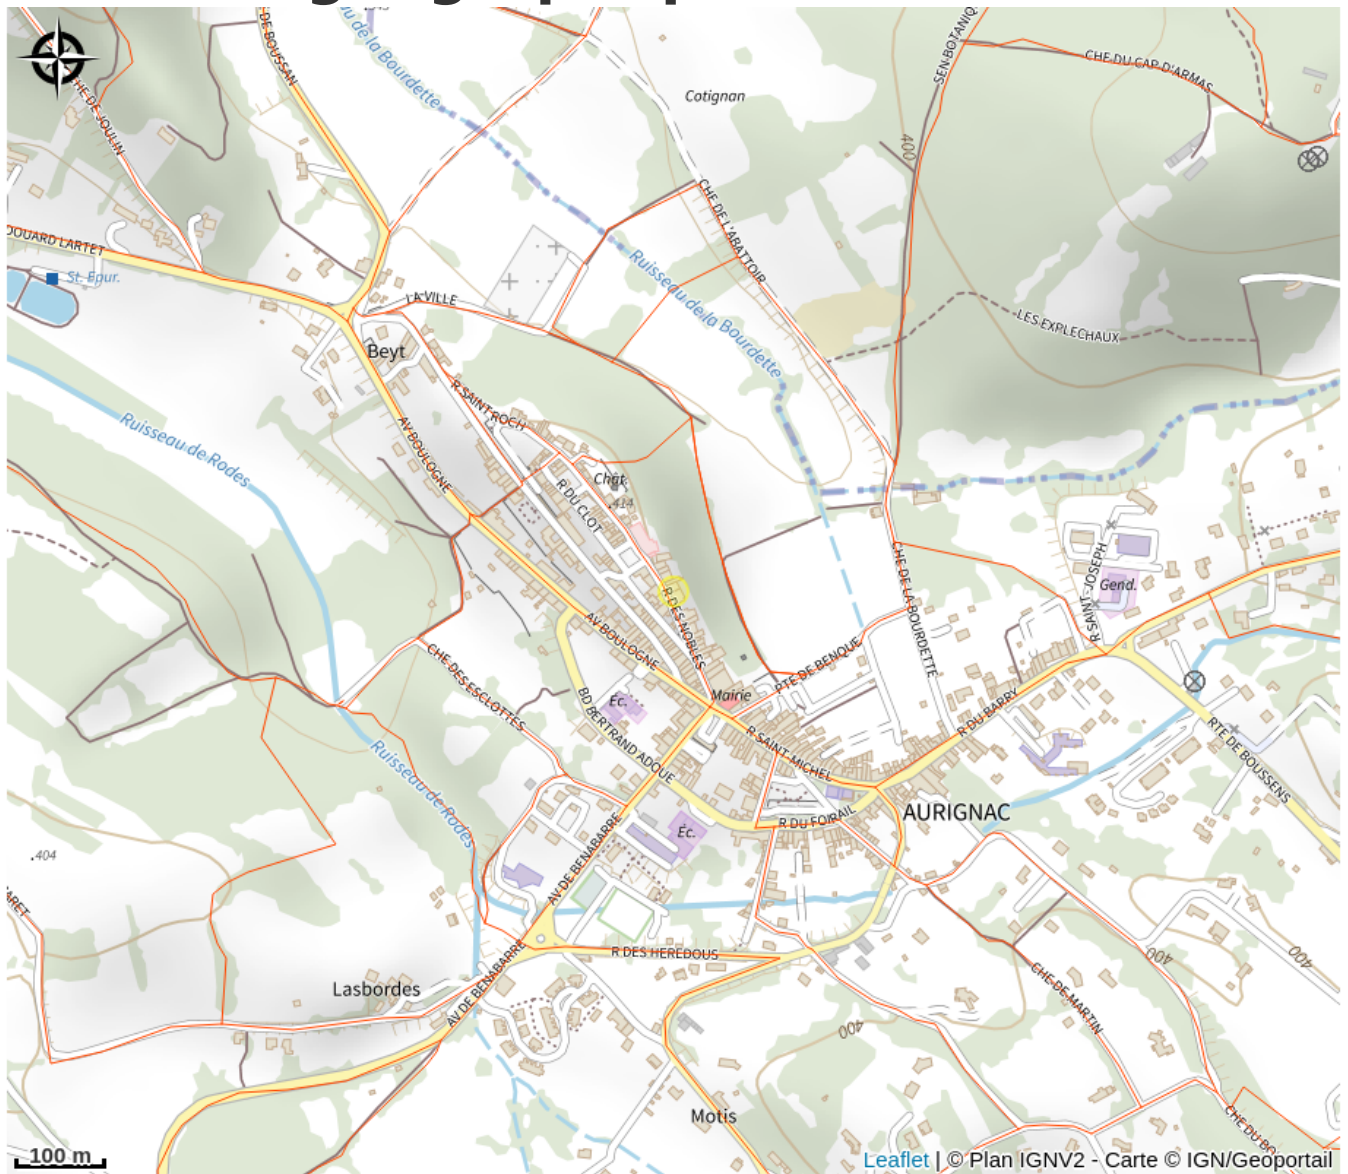 DE BOUSSAN
Ruisseau de la Bourdette
SEN BOTANIQ
CHE DU CAP D'ARMAS
Cotignan
CHE DE JOULIN
400
CHE DE L'ABATTOIR
DOUARD LARTET
St. Epur.
LA VILLE
Ruisseau de la Bourdette
LES EXPLECHAUX
Beyt
R SAINT ROCH
Ruisseau de Rodes
AV BOULOGNE
Chât.
R DU CLOT
.414
CHE DE LA BOURDETTE
R SAINT-JOSEPH
Gend.
R DES NOBLES
AV BOULOGNE
CHE DES ESCLOTTES
PTE DE BENQUE
Éc.
Mairie
BD BERTRAND ADOUE
R DU BARRY
R SAINT-MICHEL
RTE DE BOUSSENS
Ruisseau de Rodes
AURIGNAC
R DU FOIRAIL
Éc.
.404
AV DE BENABARRE
ARET
R DES HEREDOUS
400
400
Lasbordes
AV DE BENABARRE
CHE DE MARTIN
400
Motis
CHE DU BO
100 m
Leaflet | © Plan IGNV2 - Carte © IGN/Geoportail